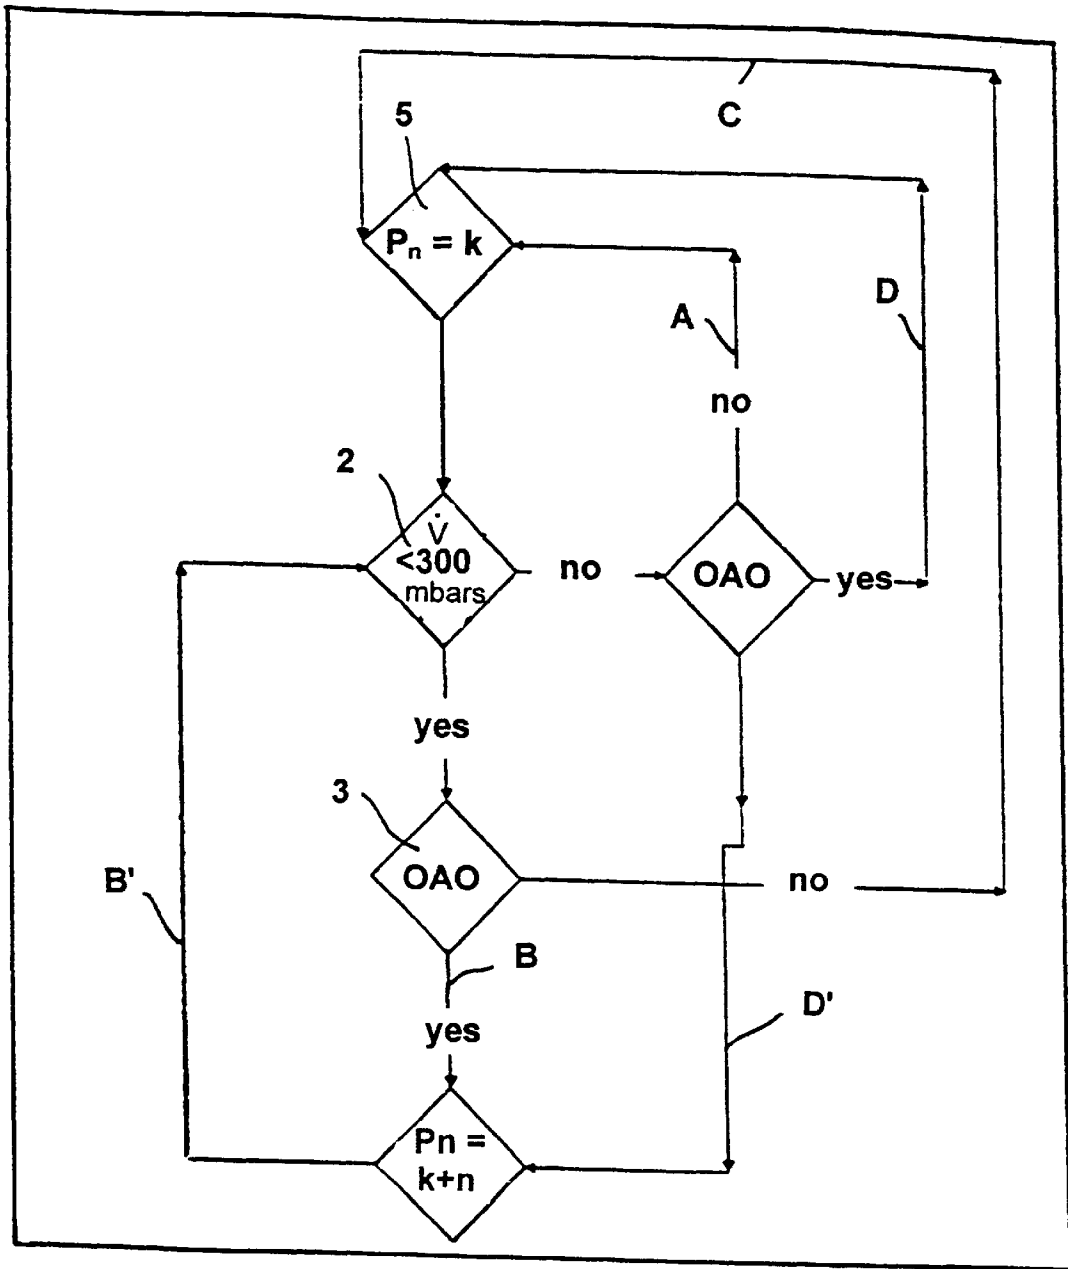 C
5
Pₙ = k
D
A
no
2
V̇
<300
mbars
no
OAO
yes
yes
3
OAO
no
B'
B
yes
D'
Pn =
k+n